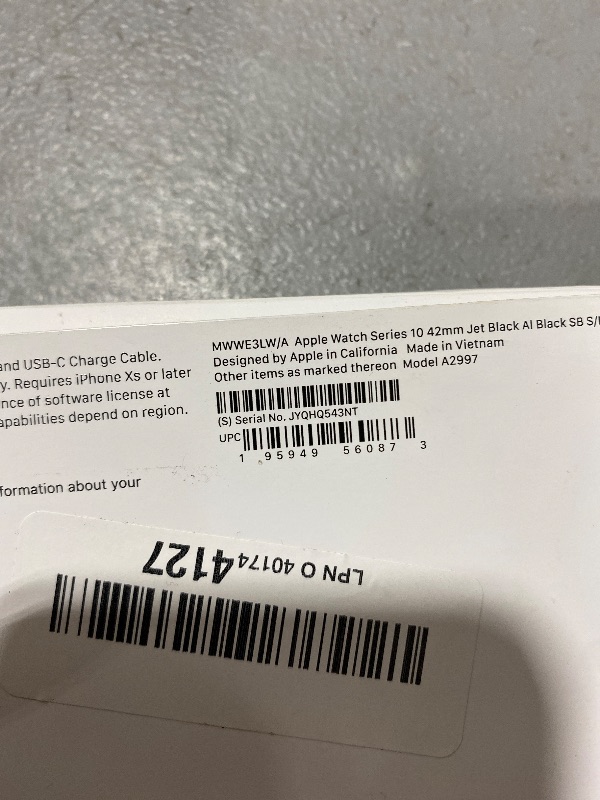 and USB-C Charge Cable.
y. Requires iPhone Xs or later
nce of software license at
apabilities depend on region.
formation about your
MWWE3LW/A Apple Watch Series 10 42mm Jet Black Al Black SB S/
Designed by Apple in California Made in Vietnam
Other items as marked thereon Model A2997
(S) Serial No. JYQHQ543NT
UPC
1 95949 56087 3
LPN O 401744127